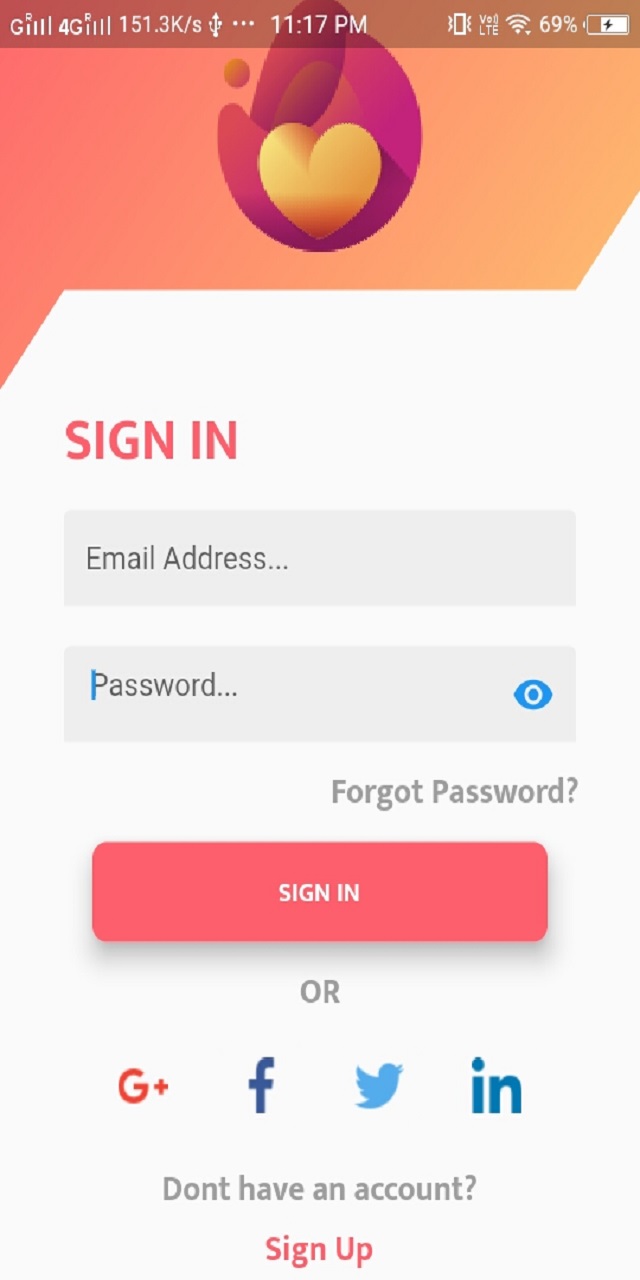 G R 4G R 151.3K/s ... 11:17 PM Vo) LTE 69%
SIGN IN
Email Address...
Password...
Forgot Password?
SIGN IN
OR
G+ f in
Dont have an account?
Sign Up